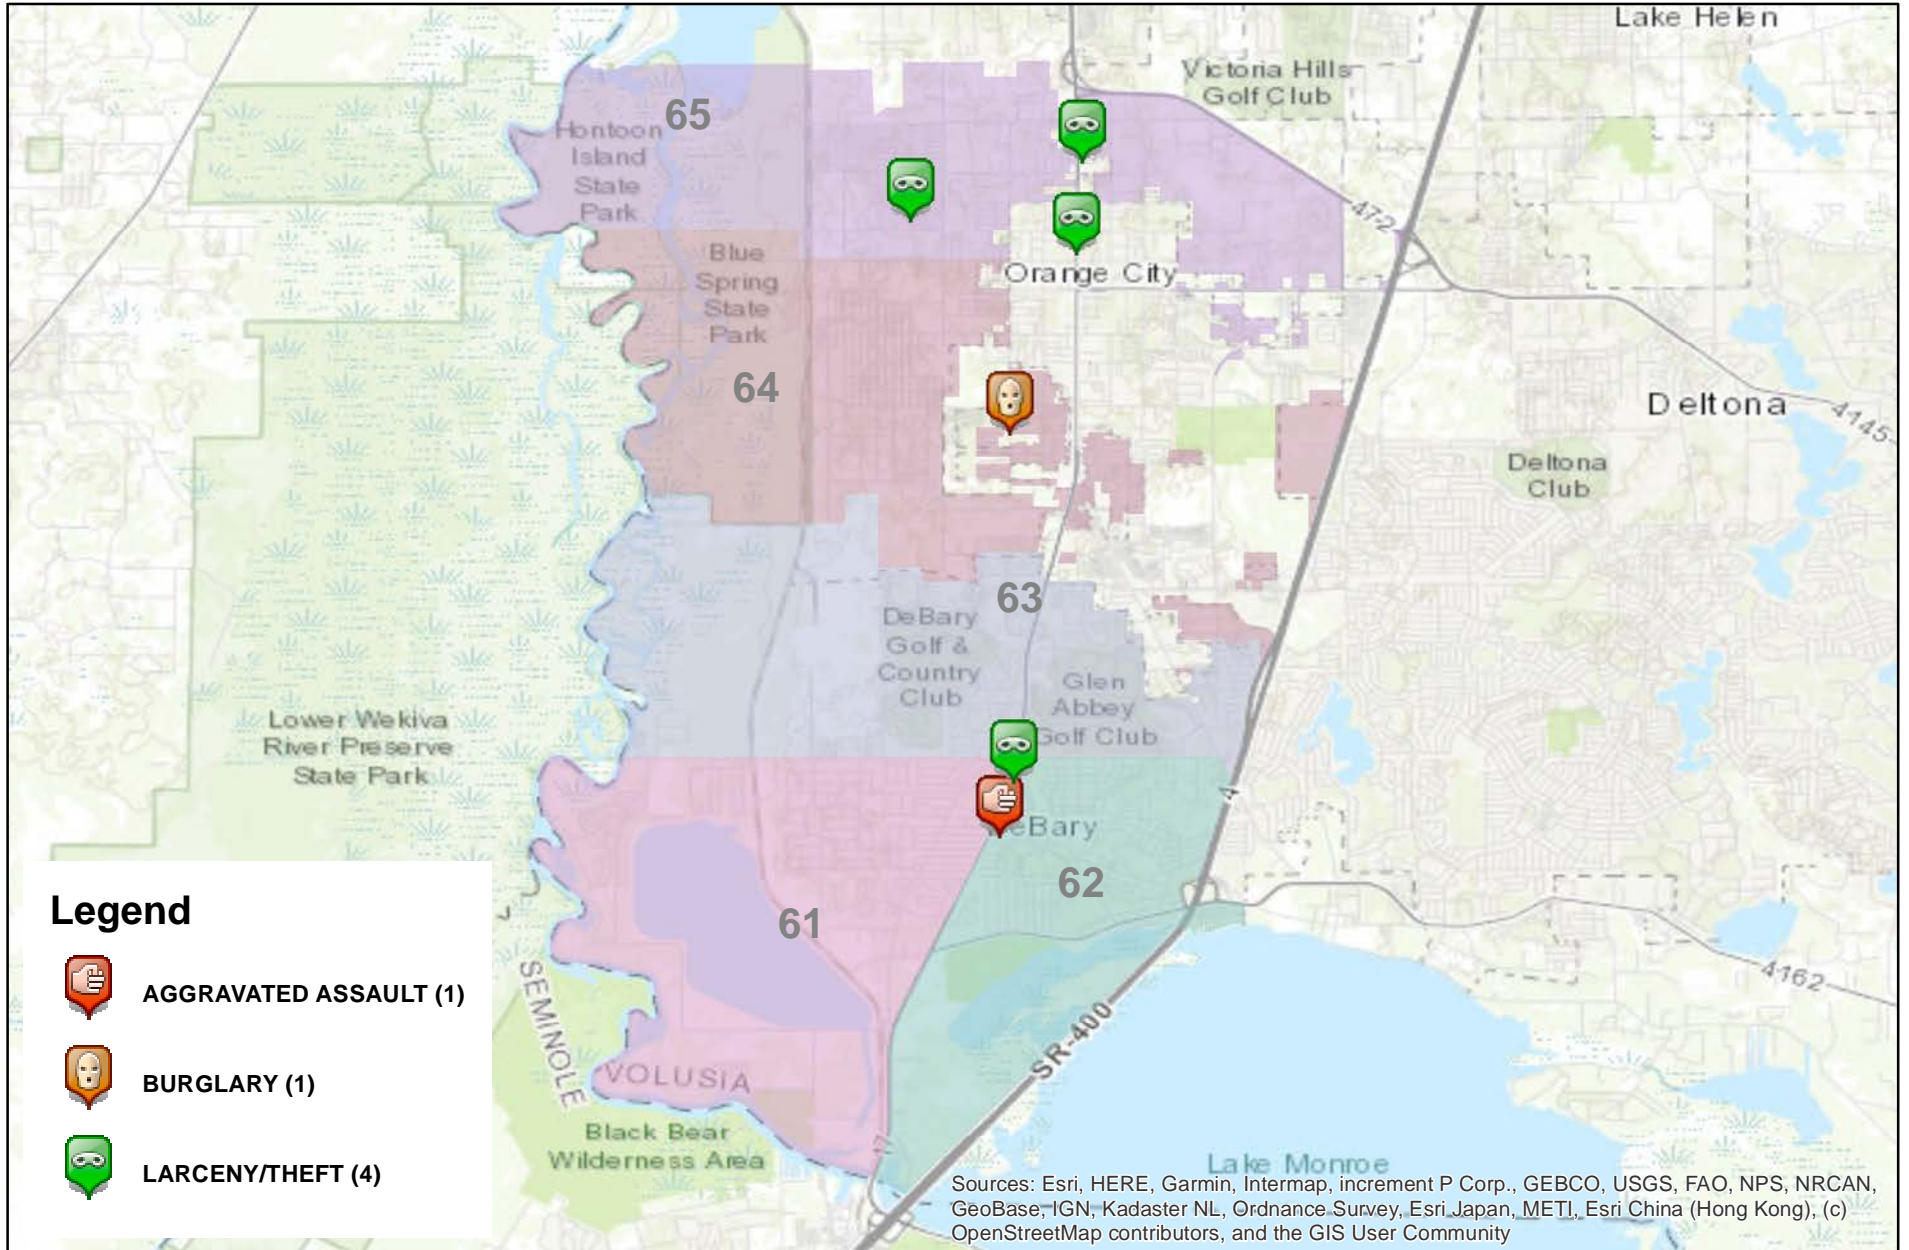 Lake Helen
Victoria Hills
Golf Club
65
Hontoon
Island
State
Park
472
Blue
Spring
State
Park
Orange City
64
Deltona
4145
Deltona
Club
63
DeBary
Golf &
Country
Club
Glen
Abbey
Golf Club
Lower Wekiva
River Preserve
State Park
4
eBary
62
61
4162
SEMINOLE
VOLUSIA
SR-400
17
Black Bear
Wilderness Area
Lake Monroe
Legend
AGGRAVATED ASSAULT (1)
BURGLARY (1)
LARCENY/THEFT (4)
Sources: Esri, HERE, Garmin, Intermap, increment P Corp., GEBCO, USGS, FAO, NPS, NRCAN,
GeoBase, IGN, Kadaster NL, Ordnance Survey, Esri Japan, METI, Esri China (Hong Kong), (c)
OpenStreetMap contributors, and the GIS User Community